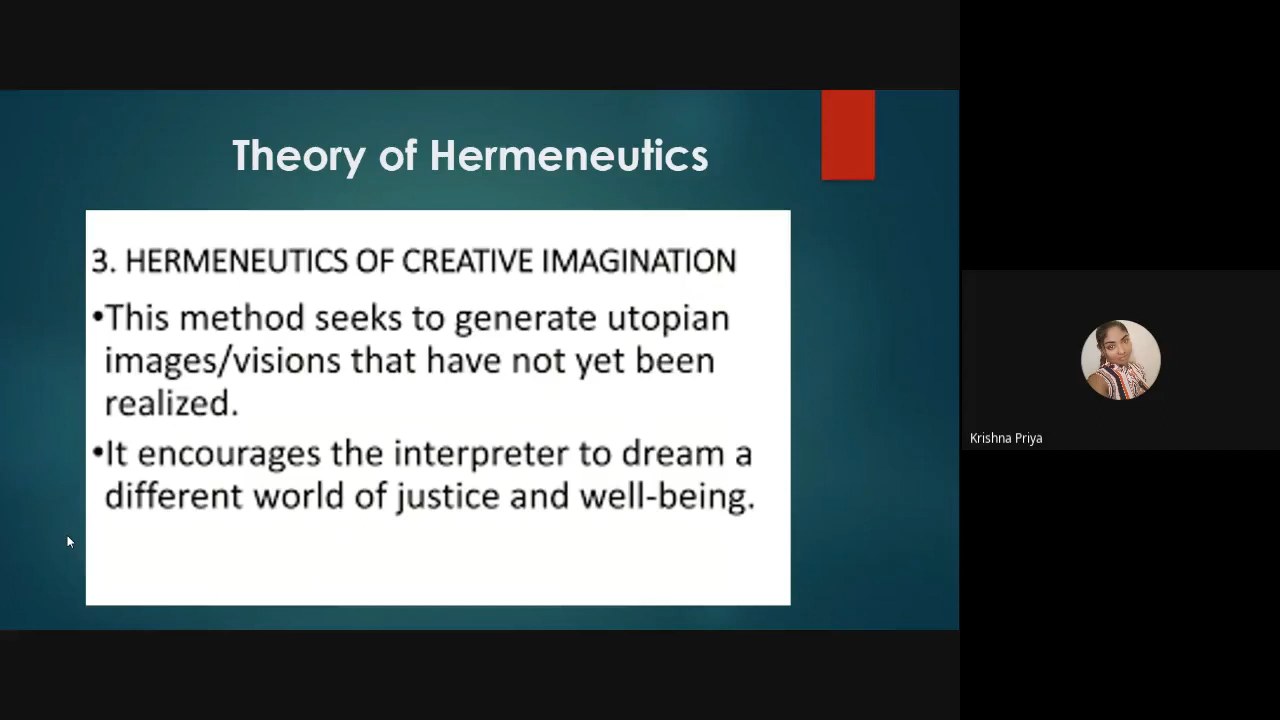 Theory of Hermeneutics
3. HERMENEUTICS OF CREATIVE IMAGINATION
•This method seeks to generate utopian
images/visions that have not yet been
realized.
•It encourages the interpreter to dream a
different world of justice and well-being.
Krishna Priya